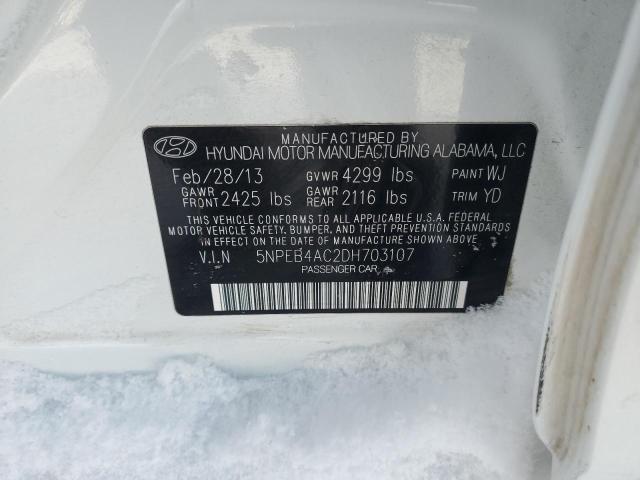 MANUFACTURED BY
HYUNDAI MOTOR MANUFACTURING ALABAMA, LLC
Feb/28/13 GVWR 4299 lbs PAINT WJ
GAWR FRONT 2425 lbs GAWR REAR 2116 lbs TRIM YD
THIS VEHICLE CONFORMS TO ALL APPLICABLE U.S.A. FEDERAL
MOTOR VEHICLE SAFETY, BUMPER, AND THEFT PREVENTION
STANDARDS IN EFFECT ON THE DATE OF MANUFACTURE SHOWN ABOVE.
V.I.N 5NPEB4AC2DH703107
PASSENGER CAR